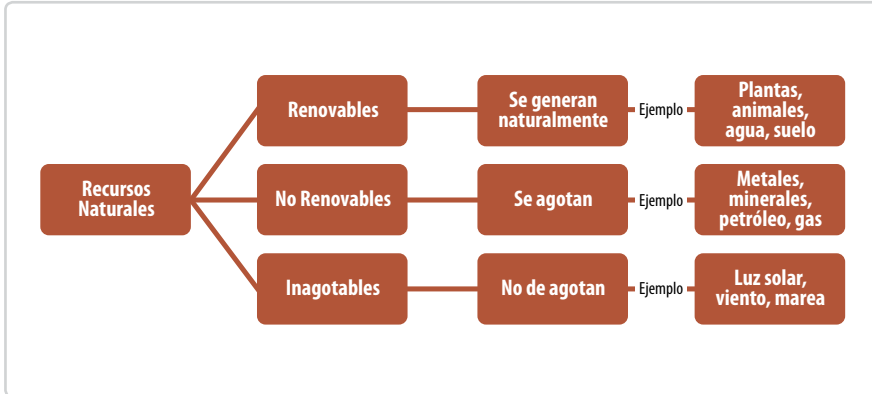 Recursos
Naturales
Renovables
Se generan
naturalmente
Ejemplo
Plantas,
animales,
agua, suelo
No Renovables
Se agotan
Ejemplo
Metales,
minerales,
petróleo, gas
Inagotables
No de agotan
Ejemplo
Luz solar,
viento, marea